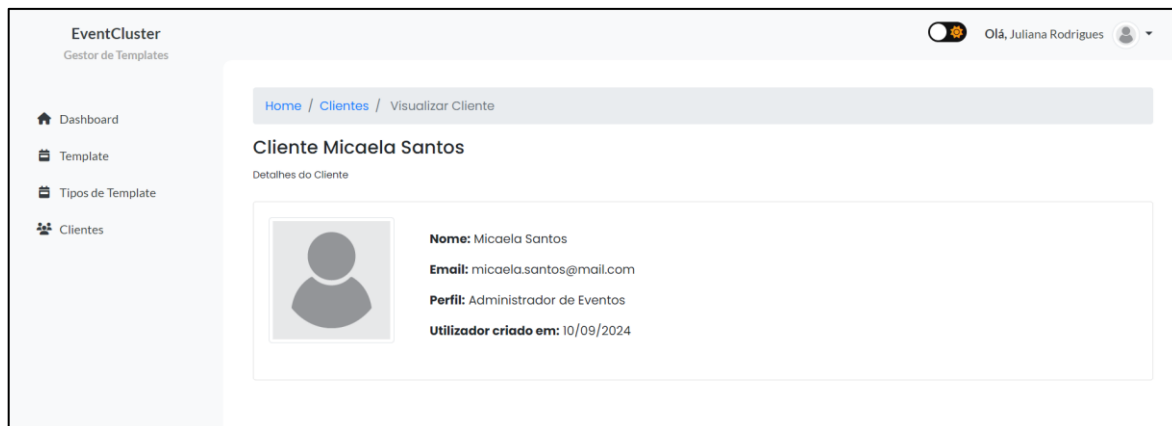 EventCluster
Gestor de Templates
Olá, Juliana Rodrigues
Dashboard
Template
Tipos de Template
Clientes
Home / Clientes / Visualizar Cliente
Cliente Micaela Santos
Detalhes do Cliente
Nome: Micaela Santos
Email: micaela.santos@mail.com
Perfil: Administrador de Eventos
Utilizador criado em: 10/09/2024